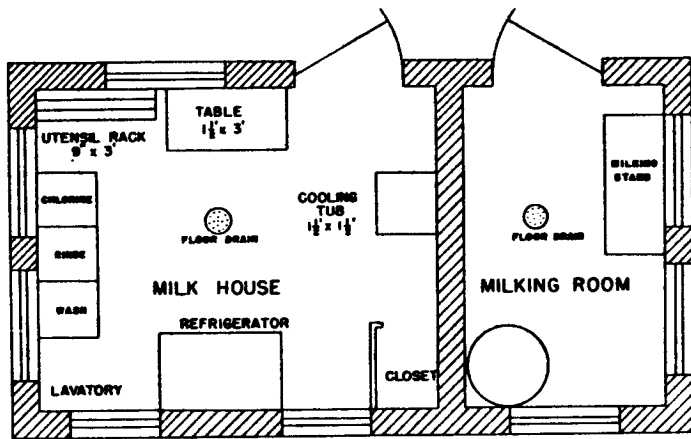 TABLE
1½' x 3'
UTENSIL RACK
9" x 3'
MILKING
STAND
CHLORINE
COOLING
TUB
1½' x 1½'
FLOOR DRAIN
FLOOR DRAIN
RINSE
MILK HOUSE
MILKING ROOM
WASH
REFRIGERATOR
LAVATORY
CLOSET